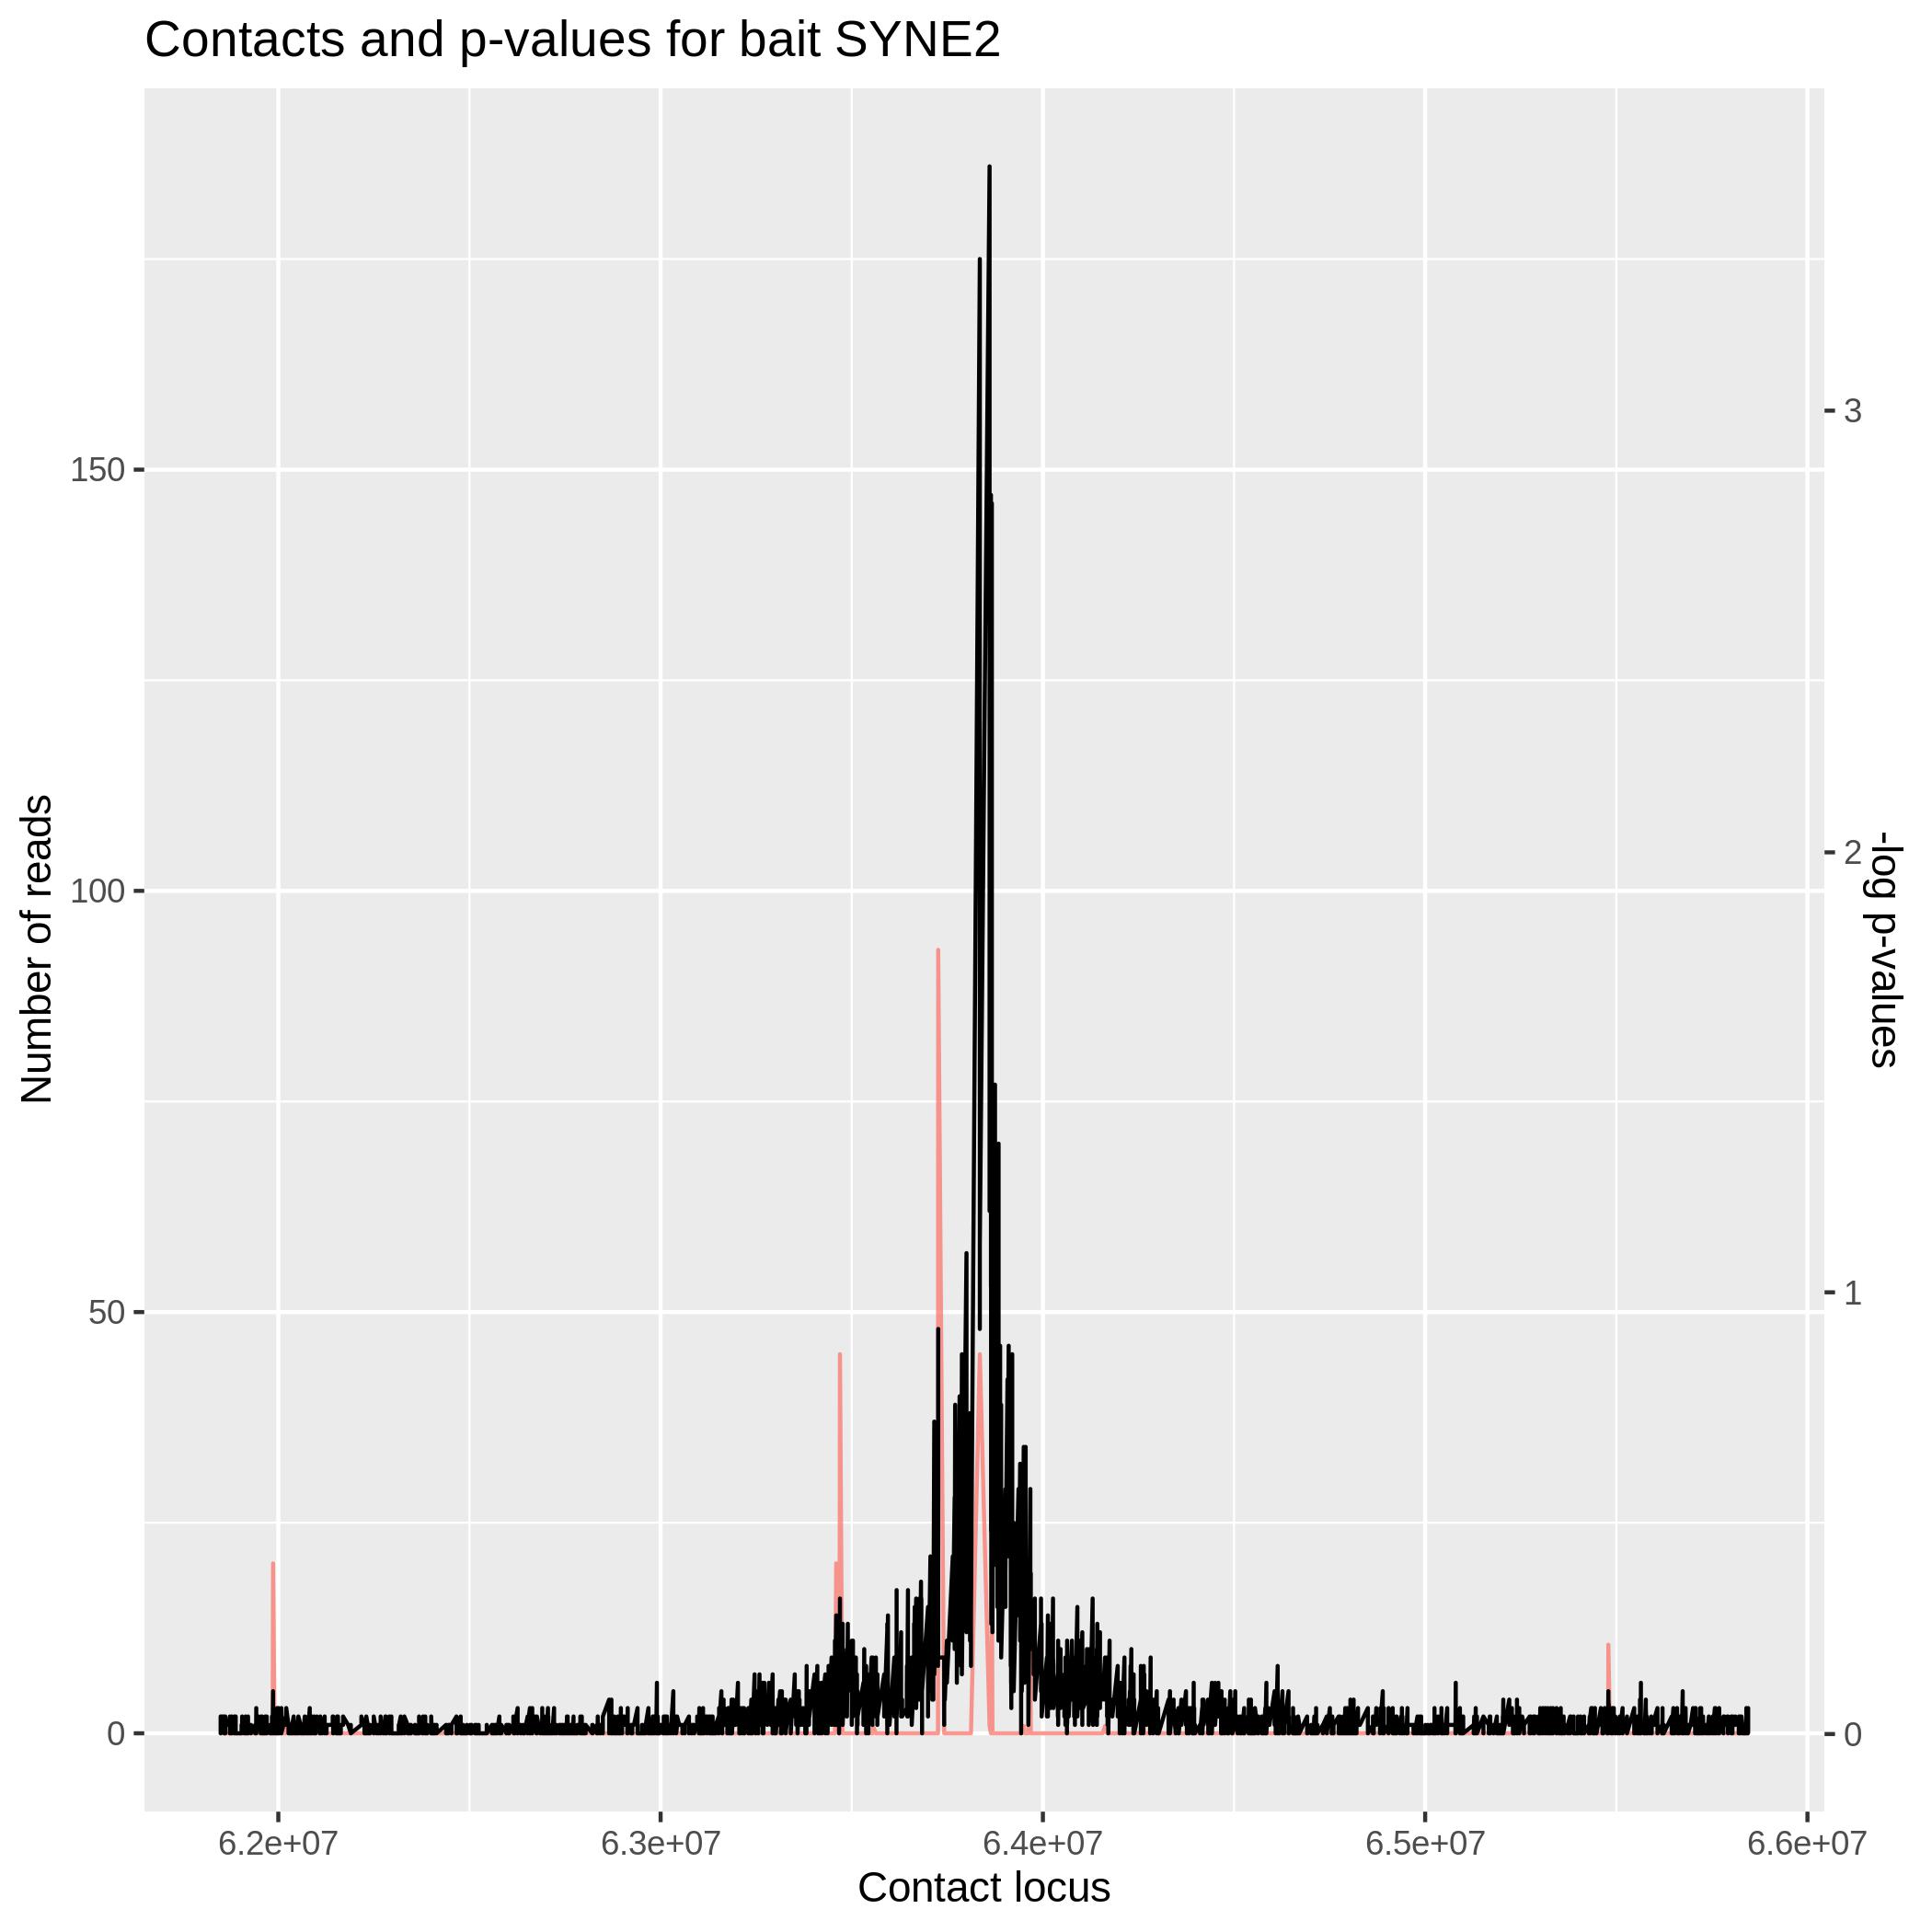 Contacts and p-values for bait SYNE2
Number of reads
150
100
50
0
3
2
1
0
-log p-values
6.2e+07
6.3e+07
6.4e+07
6.5e+07
6.6e+07
Contact locus